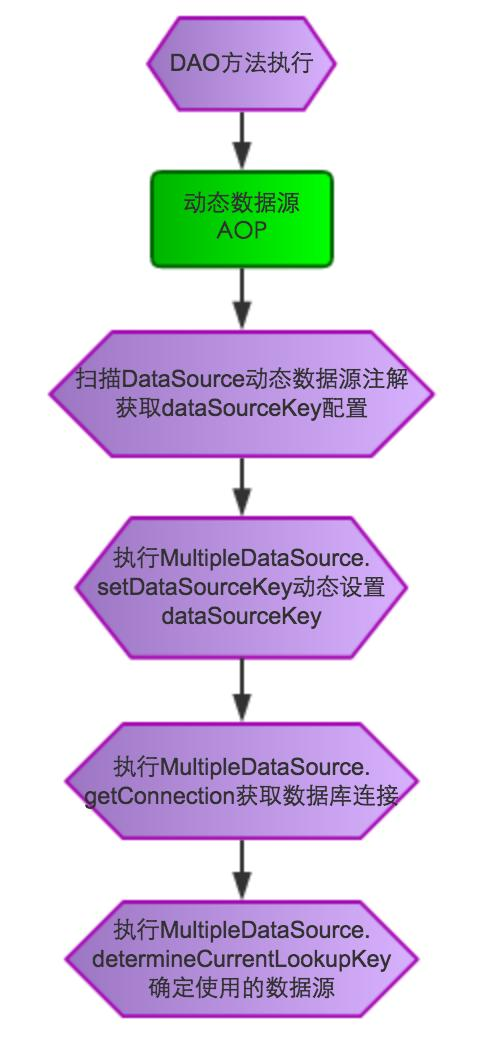 DAO方法执行
动态数据源
AOP
扫描DataSource动态数据源注解
获取dataSourceKey配置
执行MultipleDataSource.
setDataSourceKey动态设置
dataSourceKey
执行MultipleDataSource.
getConnection获取数据库连接
执行MultipleDataSource.
determineCurrentLookupKey
确定使用的数据源